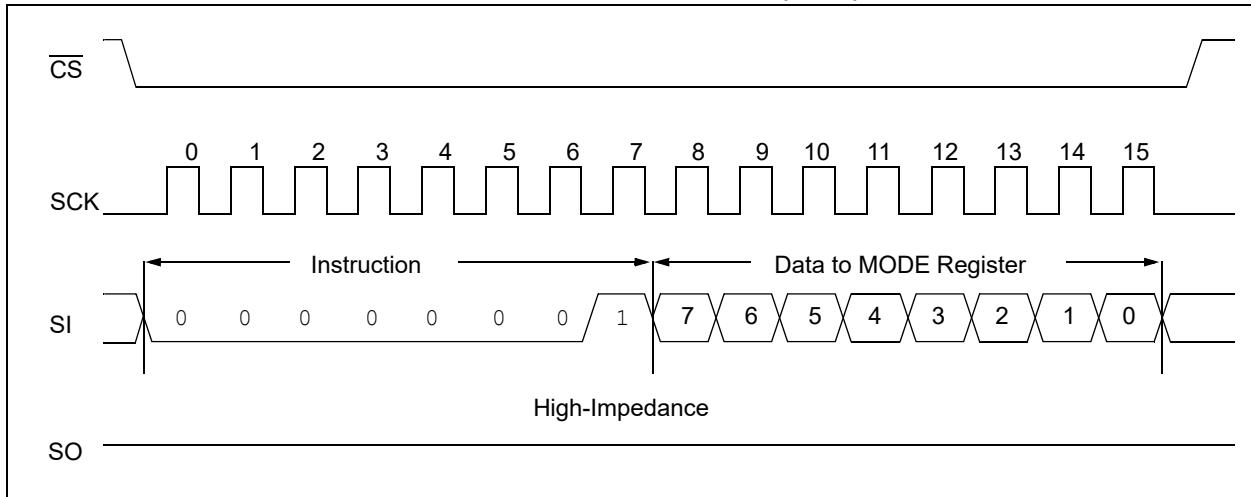 CS
0 1 2 3 4 5 6 7 8 9 10 11 12 13 14 15
SCK
Instruction Data to MODE Register
SI 0 0 0 0 0 0 0 1 7 6 5 4 3 2 1 0
High-Impedance
SO